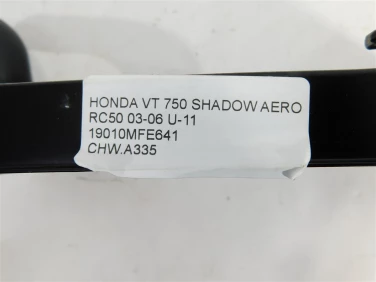 HONDA VT 750 SHADOW AERO
RC50 03-06 U-11
19010MFE641
CHW.A335